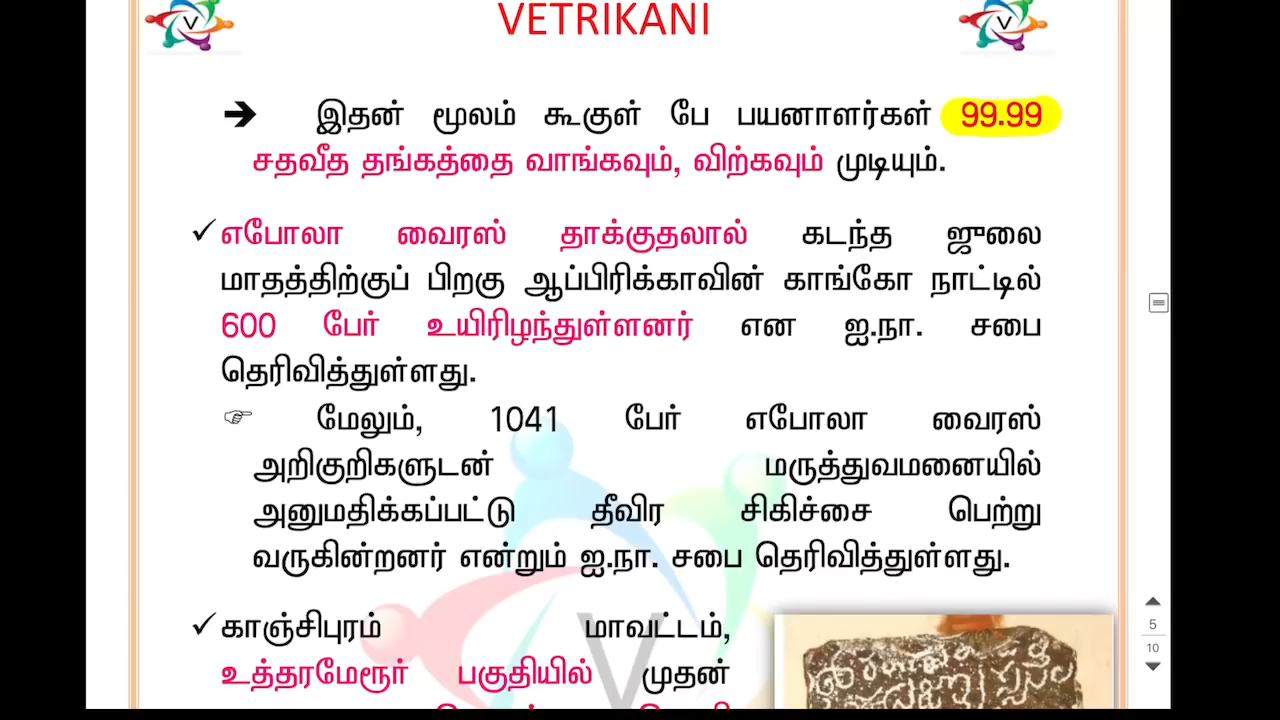 VETRIKANI
➔ இதன் மூலம் கூகுள் பே பயனாளர்கள் 99.99
சதவீத தங்கத்தை வாங்கவும், விற்கவும் முடியும்.
✓ எபோலா வைரஸ் தாக்குதலால் கடந்த ஜுலை
மாதத்திற்குப் பிறகு ஆப்பிரிக்காவின் காங்கோ நாட்டில்
600 பேர் உயிரிழந்துள்ளனர் என ஐ.நா. சபை
தெரிவித்துள்ளது.
☞ மேலும், 1041 பேர் எபோலா வைரஸ்
அறிகுறிகளுடன் மருத்துவமனையில்
அனுமதிக்கப்பட்டு தீவிர சிகிச்சை பெற்று
வருகின்றனர் என்றும் ஐ.நா. சபை தெரிவித்துள்ளது.
✓ காஞ்சிபுரம் மாவட்டம்,
உத்தரமேரூர் பகுதியில் முதன்
V
V
V
5
10